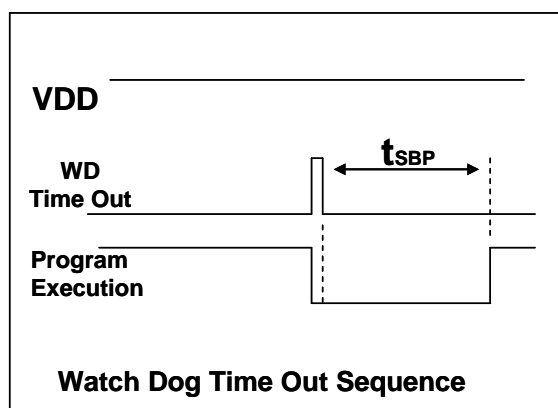 VDD
tSBP
WD
Time Out
Program
Execution
Watch Dog Time Out Sequence